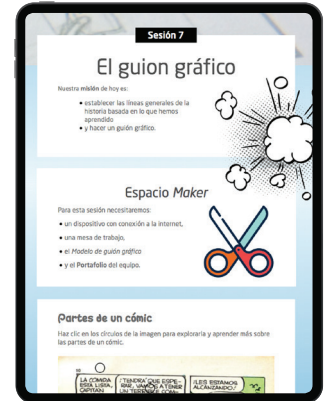 Sesión 7
El guion gráfico
Nuestra misión de hoy es:
• establecer las líneas generales de la
historia basada en lo que hemos
aprendido
• y hacer un guión gráfico.
Espacio Maker
Para esta sesión necesitaremos:
• un dispositivo con conexión a la internet,
• una mesa de trabajo,
• el Modelo de guión gráfico
• y el Portafolio del equipo.
Partes de un cómic
Haz clic en los círculos de la imagen para explorarla y aprender más sobre
las partes de un cómic.
LA COMIDA
ESTÁ LISTA,
CAPITÁN
¡TENDRÁ QUE ESPE-
RAR, VAMOS A TENER
UN TERRIBLE COM-
¡LES ESTAMOS
ALCANZANDO!